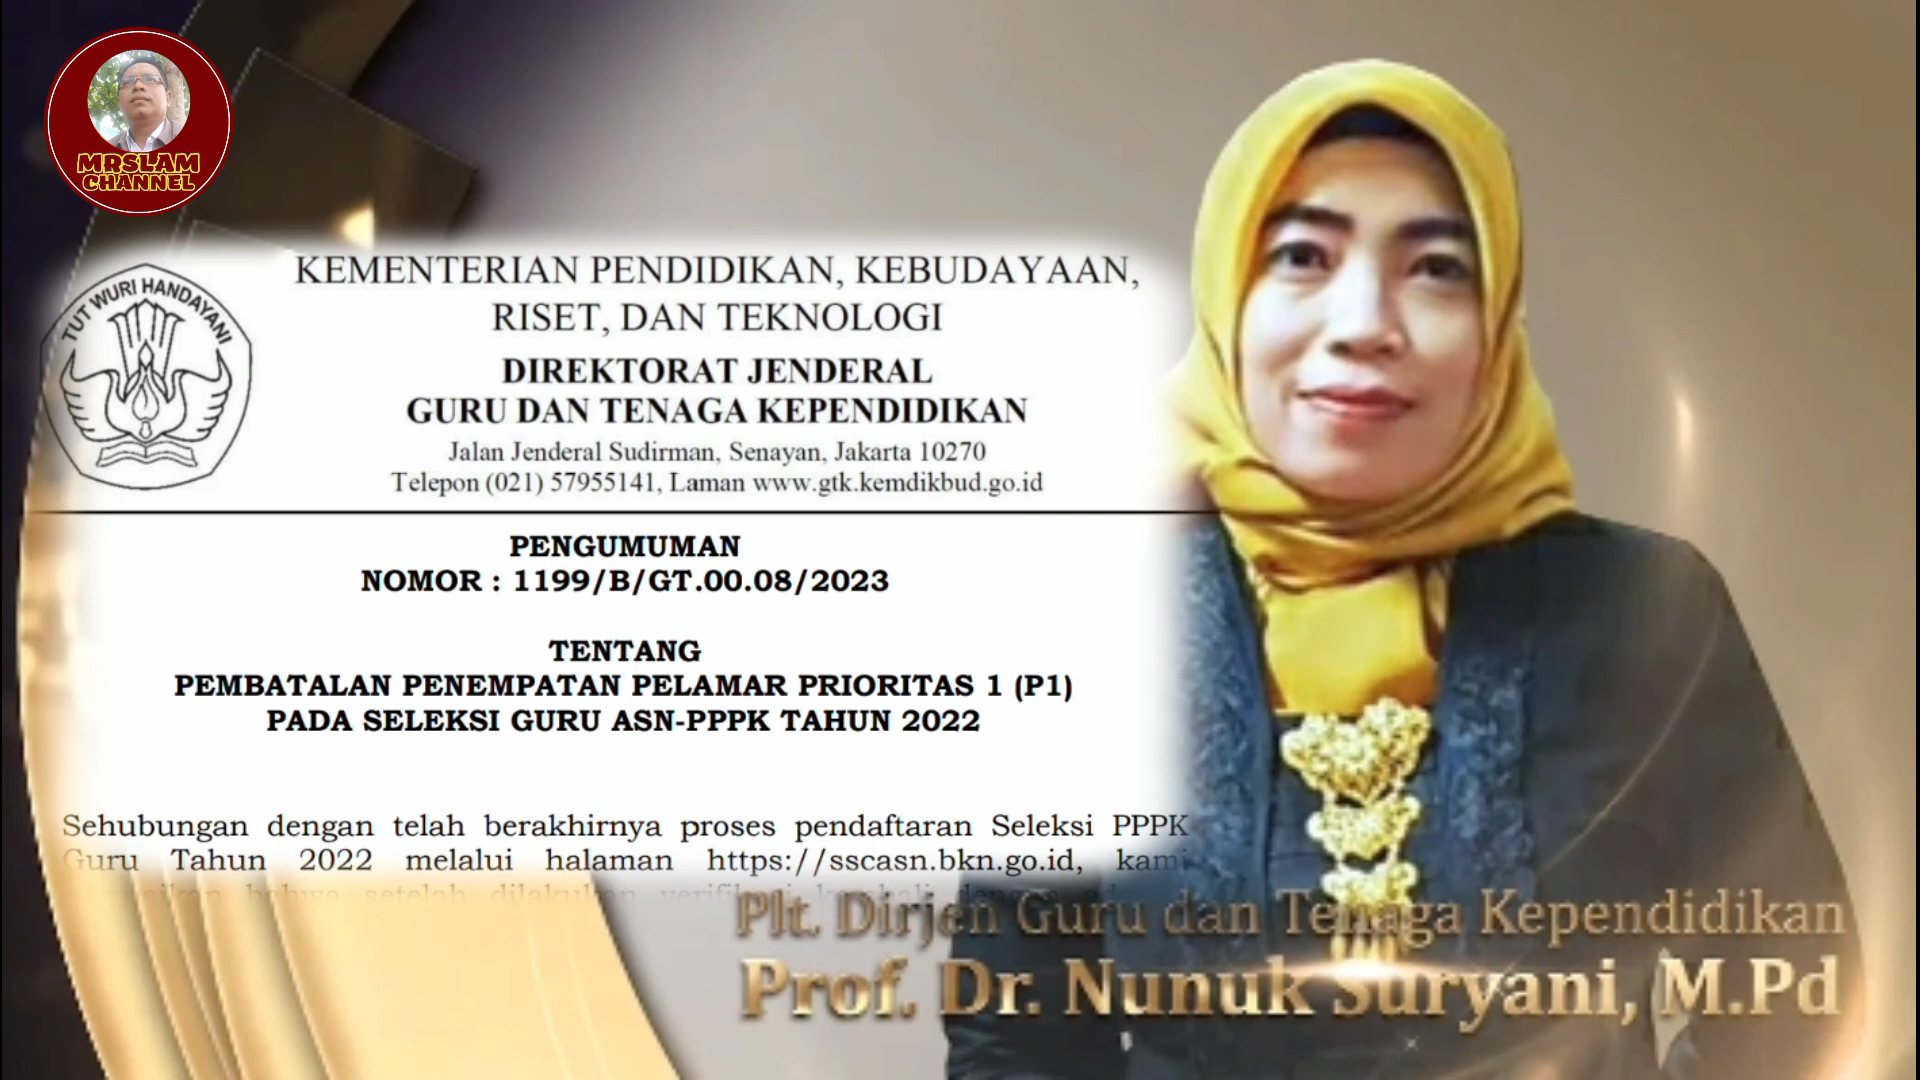 MRSLAM
CHANNEL
TUT WURI HANDAYANI
KEMENTERIAN PENDIDIKAN, KEBUDAYAAN,
RISET, DAN TEKNOLOGI
DIREKTORAT JENDERAL
GURU DAN TENAGA KEPENDIDIKAN
Jalan Jenderal Sudirman, Senayan, Jakarta 10270
Telepon (021) 57955141, Laman www.gtk.kemdikbud.go.id
PENGUMUMAN
NOMOR : 1199/B/GT.00.08/2023
TENTANG
PEMBATALAN PENEMPATAN PELAMAR PRIORITAS 1 (P1)
PADA SELEKSI GURU ASN-PPPK TAHUN 2022
Sehubungan dengan telah berakhirnya proses pendaftaran Seleksi PPPK
Guru Tahun 2022 melalui halaman https://sscasn.bkn.go.id, kami
bahwa setelah
Plt. Dirjen Guru dan Tenaga Kependidikan
Prof. Dr. Nunuk Suryani, M.Pd